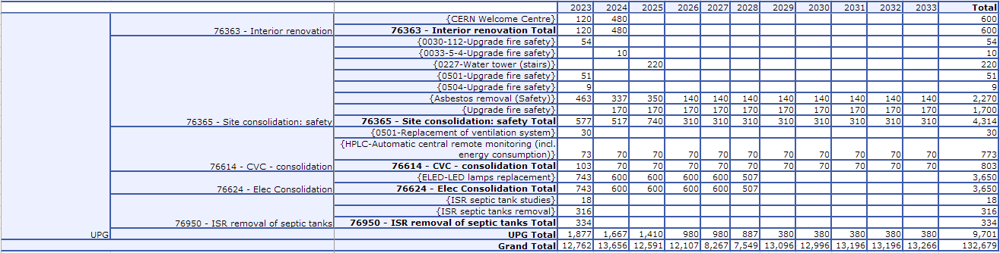 2023 2024 2025 2026 2027 2028 2029 2030 2031 2032 2033 Total
{CERN Welcome Centre} 120 480 600
76363 - Interior renovation 76363 - Interior renovation Total 120 480 600
{0030-112-Upgrade fire safety} 54 54
{0033-5-4-Upgrade fire safety} 10 10
{0227-Water tower (stairs)} 220 220
{0501-Upgrade fire safety} 51 51
{0504-Upgrade fire safety} 9 9
{Asbestos removal (Safety)} 463 337 350 140 140 140 140 140 140 140 140 2,270
{Upgrade fire safety} 170 170 170 170 170 170 170 170 170 170 1,700
76365 - Site consolidation: safety 76365 - Site consolidation: safety Total 577 517 740 310 310 310 310 310 310 310 310 4,314
{0501-Replacement of ventilation system} 30 30
{HPLC-Automatic central remote monitoring (incl.
energy consumption)} 73 70 70 70 70 70 70 70 70 70 70 773
76614 - CVC - consolidation 76614 - CVC - consolidation Total 103 70 70 70 70 70 70 70 70 70 70 803
{ELED-LED lamps replacement} 743 600 600 600 600 507 3,650
76624 - Elec Consolidation 76624 - Elec Consolidation Total 743 600 600 600 600 507 3,650
{ISR septic tank studies} 18 18
{ISR septic tanks removal} 316 316
76950 - ISR removal of septic tanks 76950 - ISR removal of septic tanks Total 334 334
UPG UPG Total 1,877 1,667 1,410 980 980 887 380 380 380 380 380 9,701
Grand Total 12,762 13,656 12,591 12,107 8,267 7,549 13,096 12,996 13,196 13,196 13,266 132,679